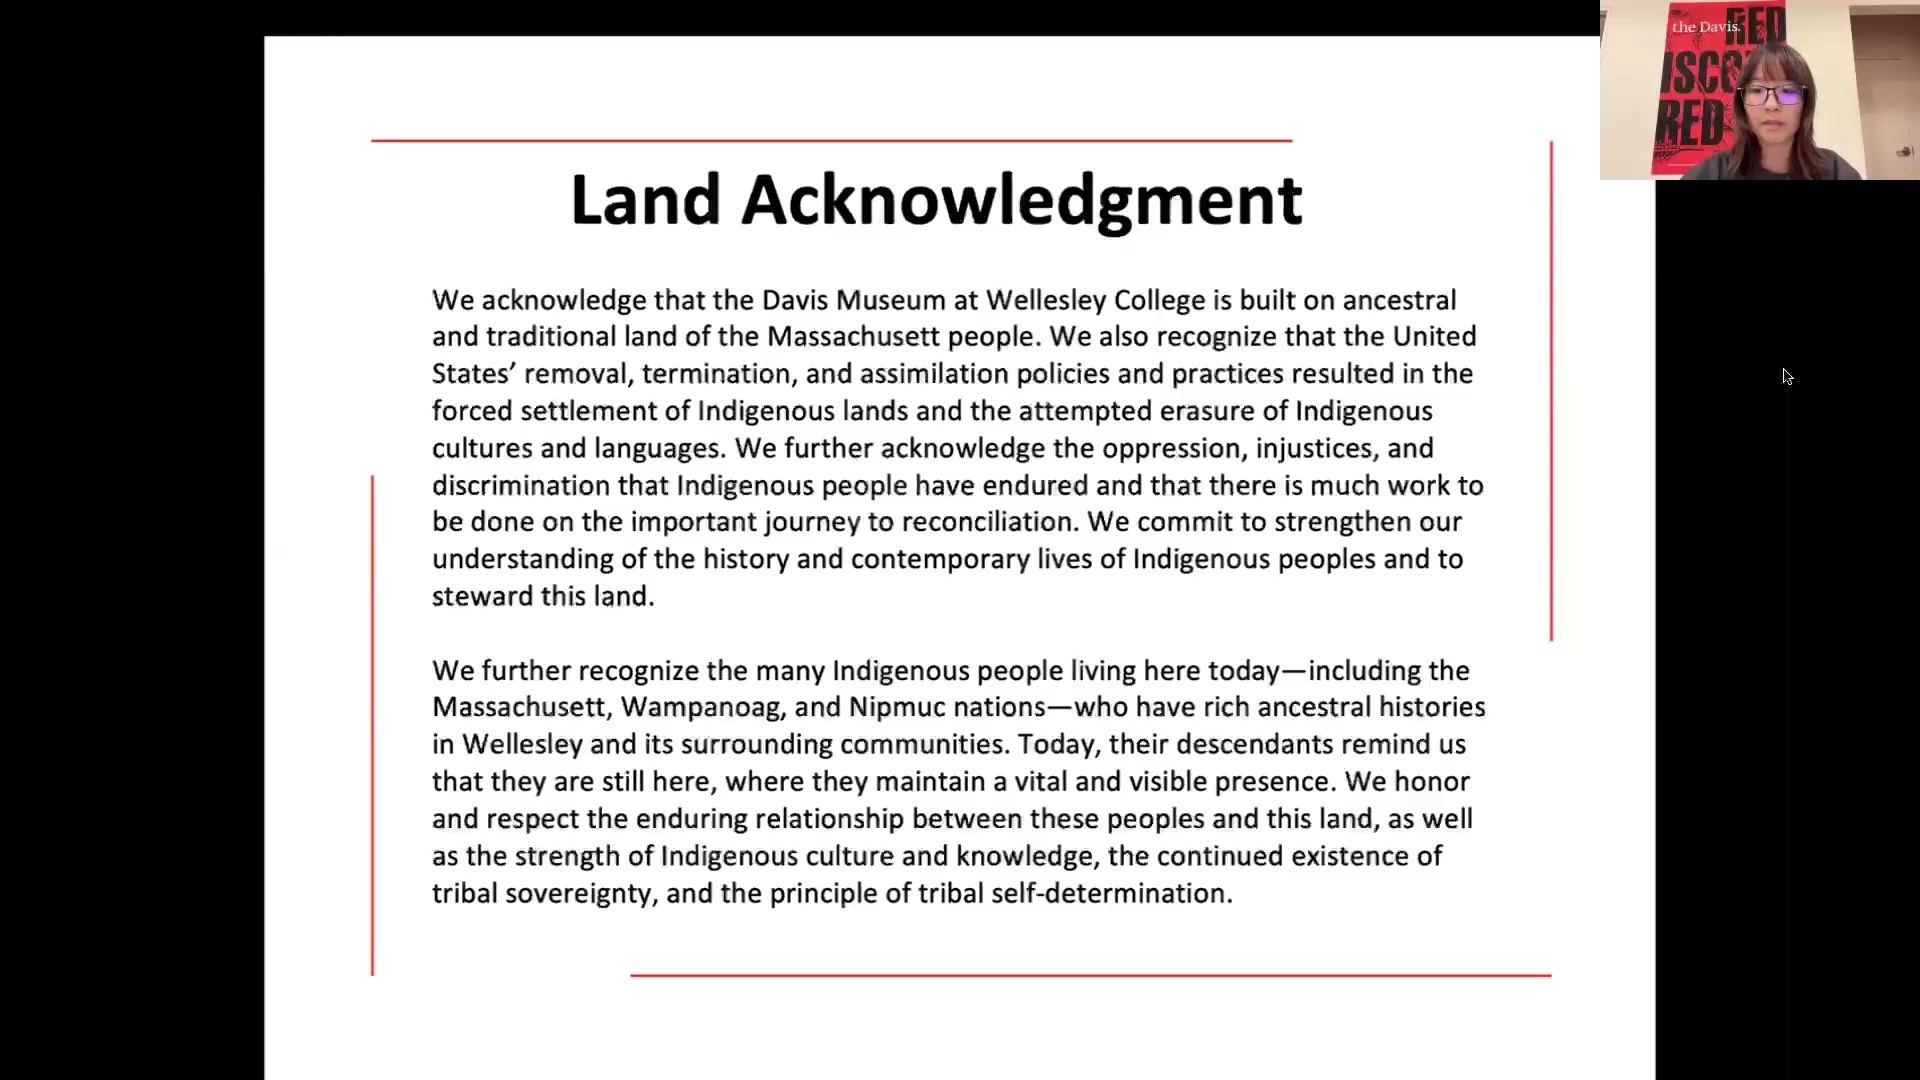 the Davis.
RED
ISCO
RED
Land Acknowledgment
We acknowledge that the Davis Museum at Wellesley College is built on ancestral
and traditional land of the Massachusett people. We also recognize that the United
States’ removal, termination, and assimilation policies and practices resulted in the
forced settlement of Indigenous lands and the attempted erasure of Indigenous
cultures and languages. We further acknowledge the oppression, injustices, and
discrimination that Indigenous people have endured and that there is much work to
be done on the important journey to reconciliation. We commit to strengthen our
understanding of the history and contemporary lives of Indigenous peoples and to
steward this land.
We further recognize the many Indigenous people living here today—including the
Massachusett, Wampanoag, and Nipmuc nations—who have rich ancestral histories
in Wellesley and its surrounding communities. Today, their descendants remind us
that they are still here, where they maintain a vital and visible presence. We honor
and respect the enduring relationship between these peoples and this land, as well
as the strength of Indigenous culture and knowledge, the continued existence of
tribal sovereignty, and the principle of tribal self-determination.